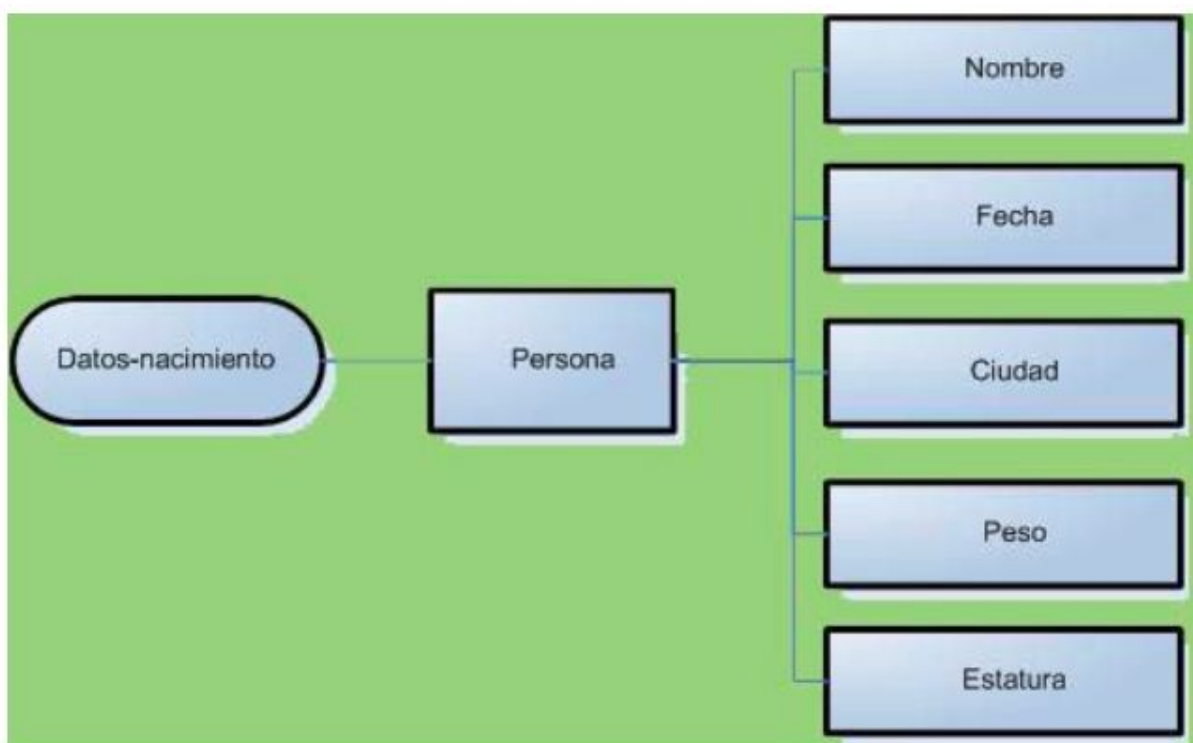 Datos-nacimiento
Persona
Nombre
Fecha
Ciudad
Peso
Estatura